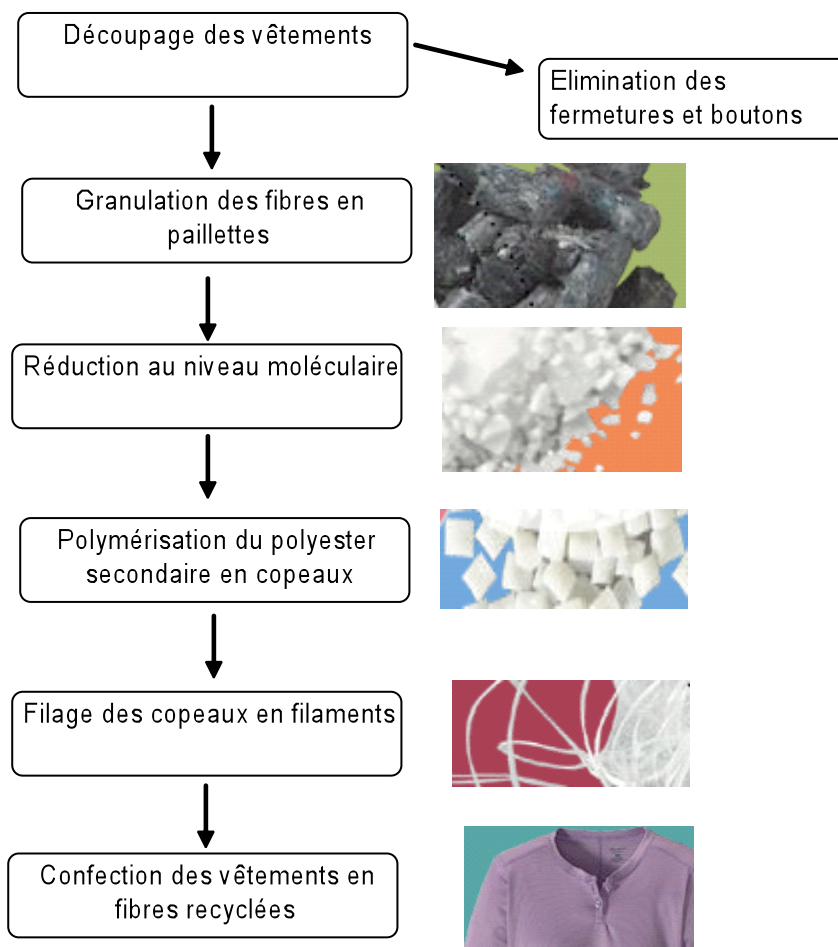 Découpage des vêtements
Elimination des
fermetures et boutons
Granulation des fibres en
paillettes
Réduction au niveau moléculaire
Polymérisation du polyester
secondaire en copeaux
Filage des copeaux en filaments
Confection des vêtements en
fibres recyclées